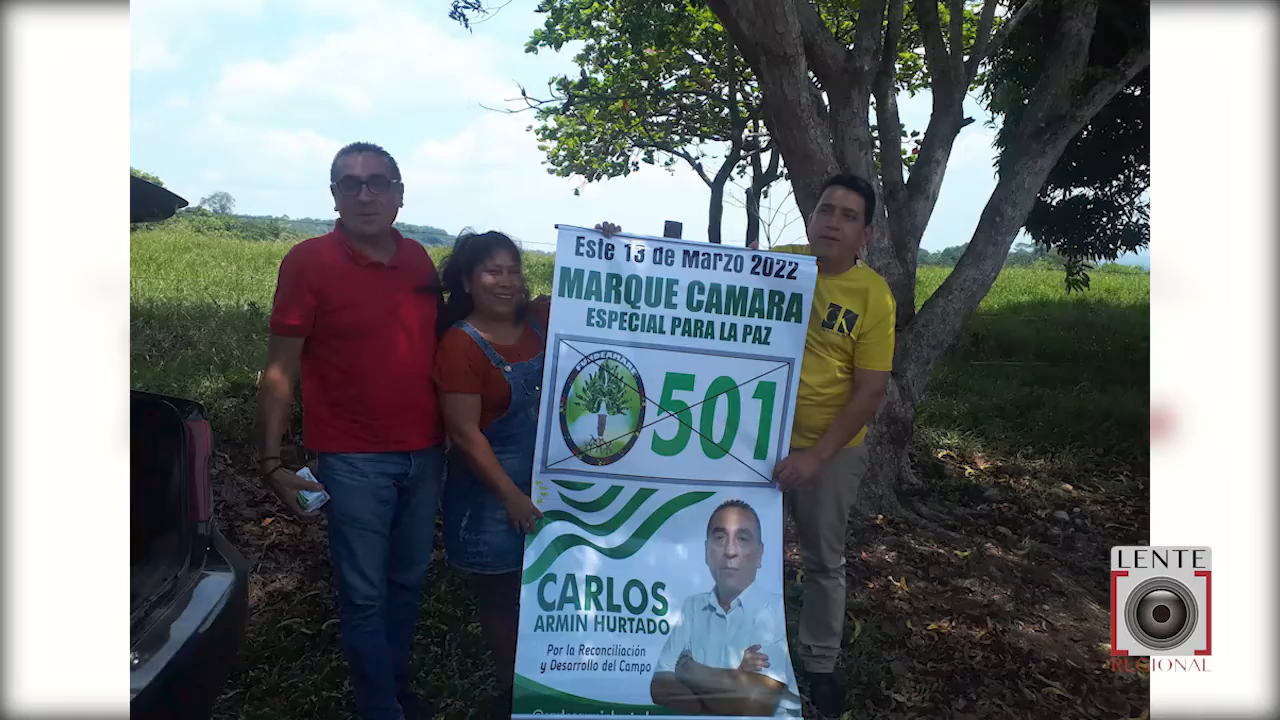 Este 13 de Marzo 2022
MARQUE CAMARA
ESPECIAL PARA LA PAZ
501
CARLOS
ARMIN HURTADO
Por la Reconciliación
y Desarrollo del Campo
LENTE
REGIONAL